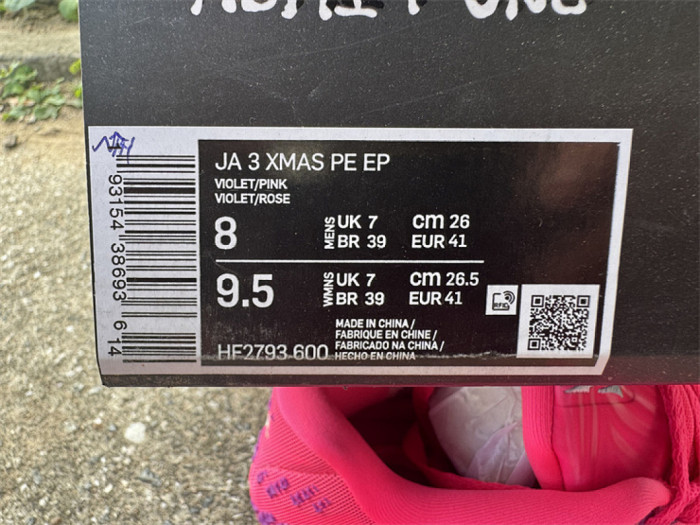 JA 3 XMAS PE EP
VIOLET/PINK
VIOLET/ROSE
8 MENS UK 7 cm 26
BR 39 EUR 41
9.5 WMNS UK 7 cm 26.5
BR 39 EUR 41
RFID
MADE IN CHINA /
FABRIQUE EN CHINE /
FABRICADO NA CHINA /
HECHO EN CHINA
HF2793-600
93154 38693 6 14